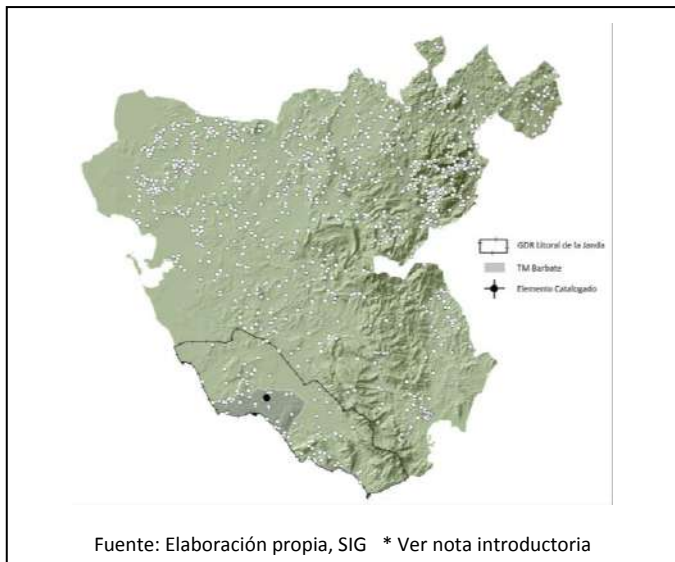 GDR Litoral de la Janda
TM Barbate
Elemento Catalogado
Fuente: Elaboración propia, SIG * Ver nota introductoria